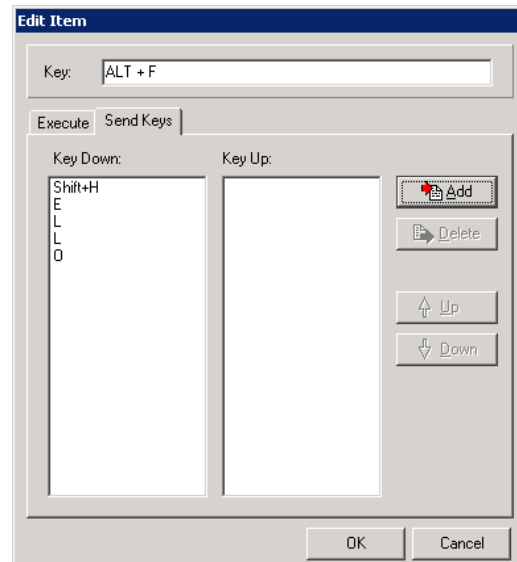 Edit Item
Key: ALT + F
Execute Send Keys
Key Down: Key Up:
Shift+H
E
L
L
O
Add
Delete
Up
Down
OK Cancel